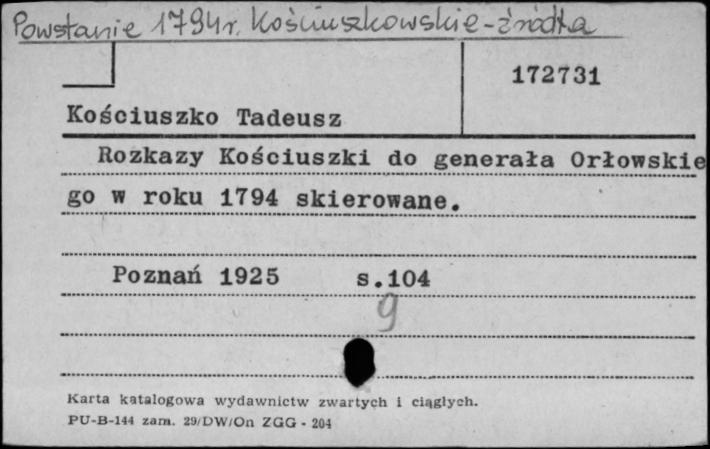 Powstanie 1794r. Kościuszkowskie-źródła
172731
Kościuszko Tadeusz
Rozkazy Kościuszki do generała Orłowskie
go w roku 1794 skierowane.
Poznań 1925 s.104
9
Karta katalogowa wydawnictw zwartych i ciągłych.
PU-B-144 zam. 29/DW/On ZGG - 204